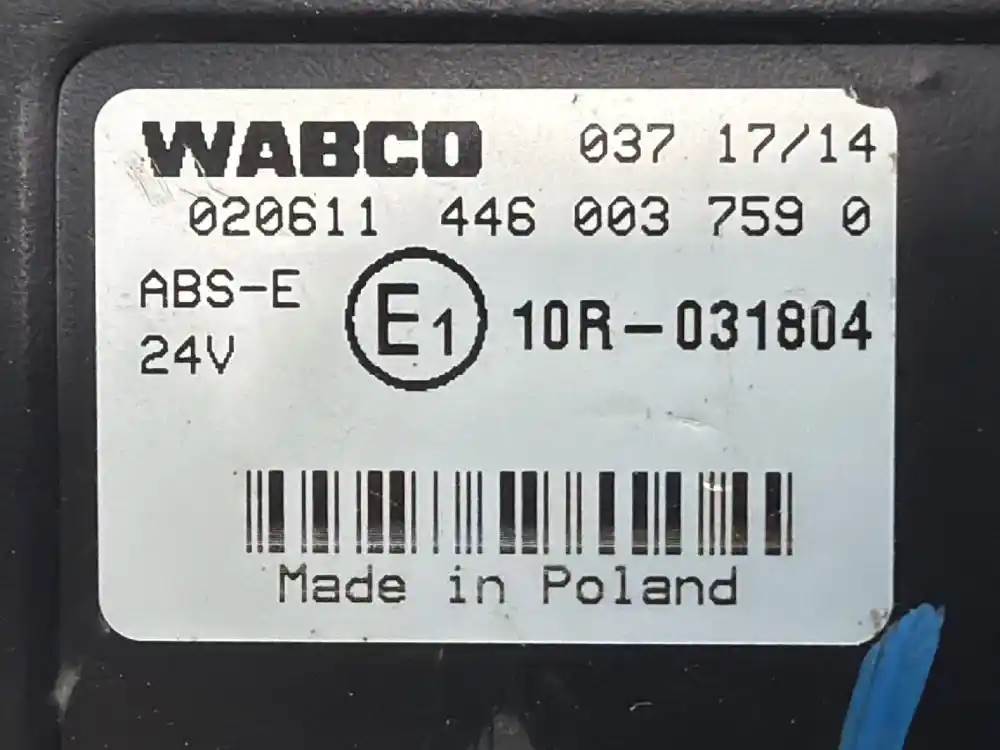 WABCO 037 17/14
020611 446 003 759 0
ABS-E
24V
E1 10R-031804
Made in Poland